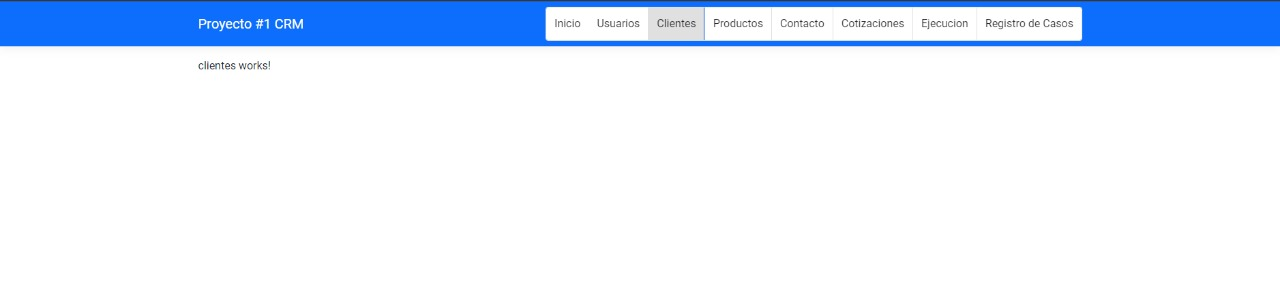 Proyecto #1 CRM
Inicio Usuarios Clientes Productos Contacto Cotizaciones Ejecucion Registro de Casos
clientes works!